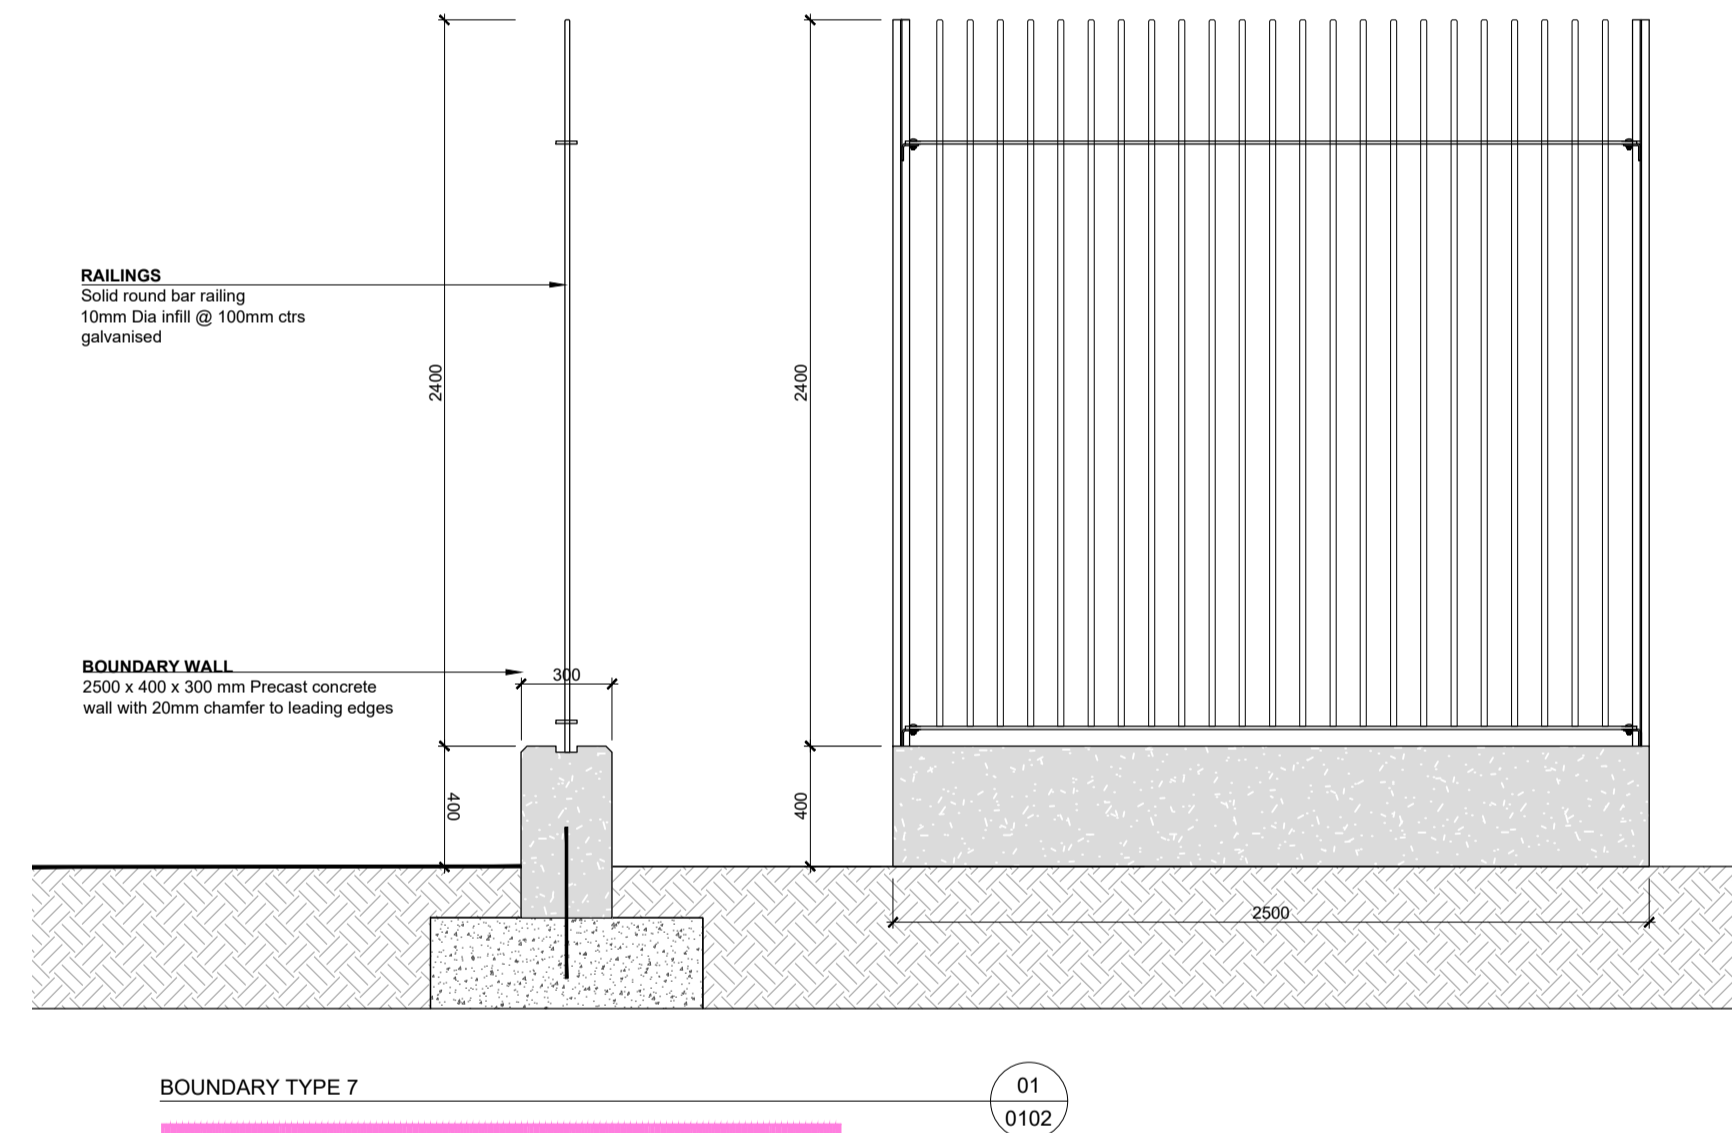 RAILINGS
Solid round bar railing
10mm Dia infill @ 100mm ctrs
galvanised
2400
2400
BOUNDARY WALL
2500 x 400 x 300 mm Precast concrete
wall with 20mm chamfer to leading edges
300
400
400
2500
BOUNDARY TYPE 7
01
0102